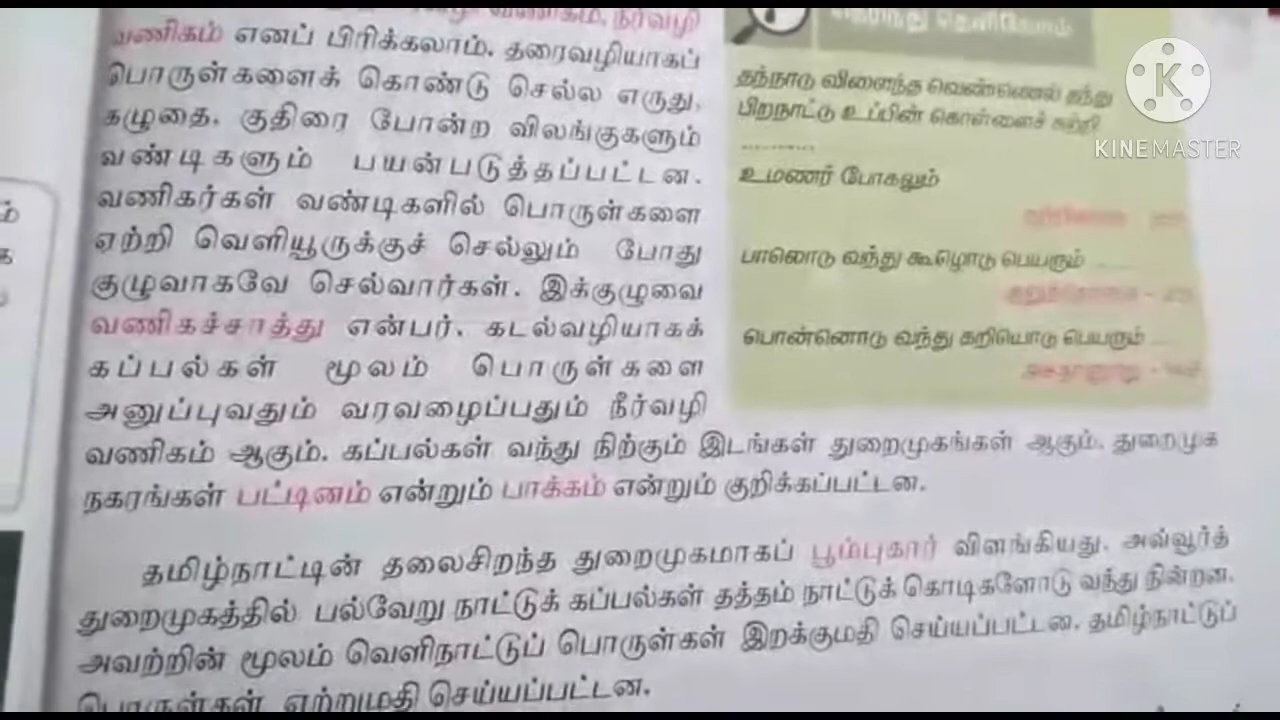 வணிகம், நீர்வழி
வணிகம் எனப் பிரிக்கலாம். தரைவழியாகப்
பொருள்களைக் கொண்டு செல்ல எருது,
கழுதை, குதிரை போன்ற விலங்குகளும்
வண்டிகளும் பயன்படுத்தப்பட்டன.
வணிகர்கள் வண்டிகளில் பொருள்களை
ஏற்றி வெளியூருக்குச் செல்லும் போது
குழுவாகவே செல்வார்கள். இக்குழுவை
வணிகச்சாத்து என்பர். கடல்வழியாகக்
கப்பல்கள் மூலம் பொருள்களை
அனுப்புவதும் வரவழைப்பதும் நீர்வழி
வணிகம் ஆகும். கப்பல்கள் வந்து நிற்கும் இடங்கள் துறைமுகங்கள் ஆகும். துறைமுக
நகரங்கள் பட்டினம் என்றும் பாக்கம் என்றும் குறிக்கப்பட்டன.
தமிழ்நாட்டின் தலைசிறந்த துறைமுகமாகப் பூம்புகார் விளங்கியது. அவ்வூர்த்
துறைமுகத்தில் பல்வேறு நாட்டுக் கப்பல்கள் தத்தம் நாட்டுக் கொடிகளோடு வந்து நின்றன.
அவற்றின் மூலம் வெளிநாட்டுப் பொருள்கள் இறக்குமதி செய்யப்பட்டன. தமிழ்நாட்டுப்
பொருள்கள் ஏற்றுமதி செய்யப்பட்டன.
தந்நாடு விளைந்த வெண்ணெல் தந்து
பிறநாட்டு உப்பின் கொள்ளைச் சாற்றி
..........
உமணர் போகலும்
பாலொடு வந்து கூழொடு பெயரும் .....
பொன்னொடு வந்து கறியொடு பெயரும் ....
K
KINEMASTER